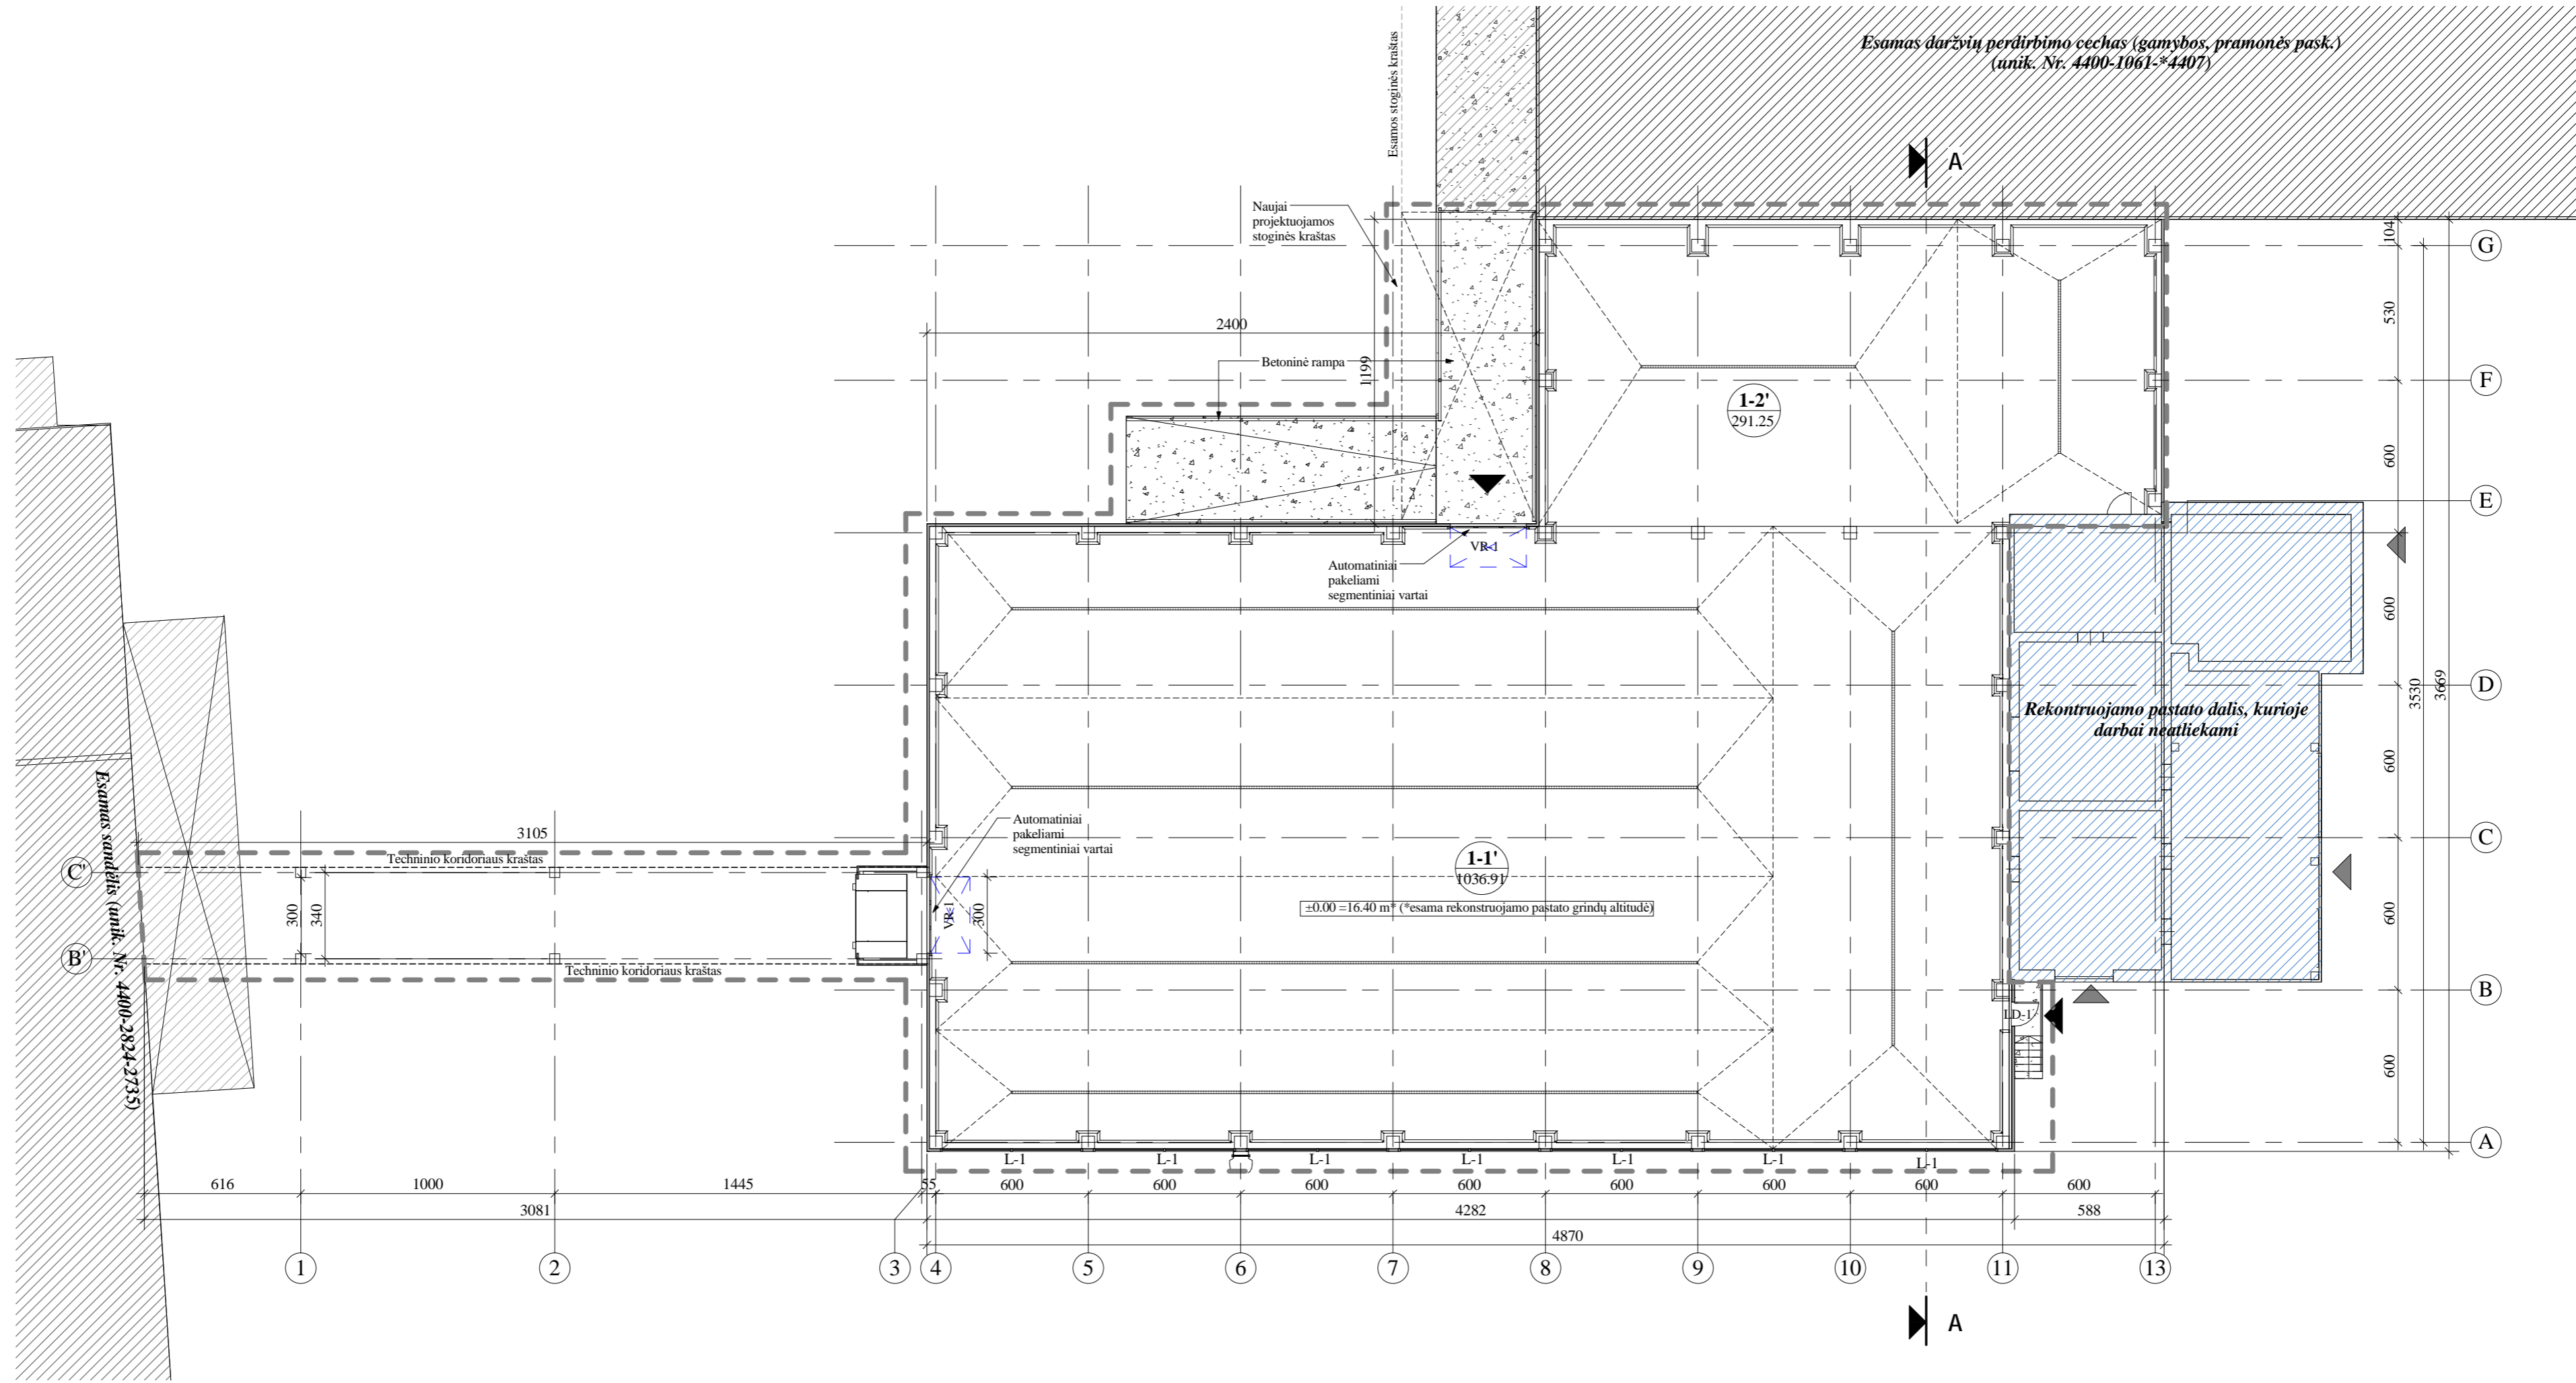 Esamas daržvių perdirbimo cechas (gamybos, pramonės pask.)
(unik. Nr. 4400-1061-*4407)
Esamos stoginės kraštas
A
Naujai
projektuojamos
stoginės kraštas
104
G
530
2400
Betoninė rampa
1199
F
1-2'
291.25
600
E
VR-1
Automatiniai
pakeliami
segmentiniai vartai
600
D
3530
3669
Rekontruojamo pastato dalis, kurioje
darbai neatliekami
600
Esamas sandėlis (unik. Nr. 4400-2824-2735)
3105
Automatiniai
pakeliami
segmentiniai vartai
C
Techninio koridoriaus kraštas
C'
1-1'
1036.91
300
340
VR-1
300
±0.00 =16.40 m* (*esama rekonstruojamo pastato grindų altitudė)
600
B'
Techninio koridoriaus kraštas
B
LD-1
600
A
L-1
L-1
L-1
L-1
L-1
L-1
L-1
616
1000
1445
55
600
600
600
600
600
600
600
600
3081
4282
588
4870
1
2
3
4
5
6
7
8
9
10
11
13
A